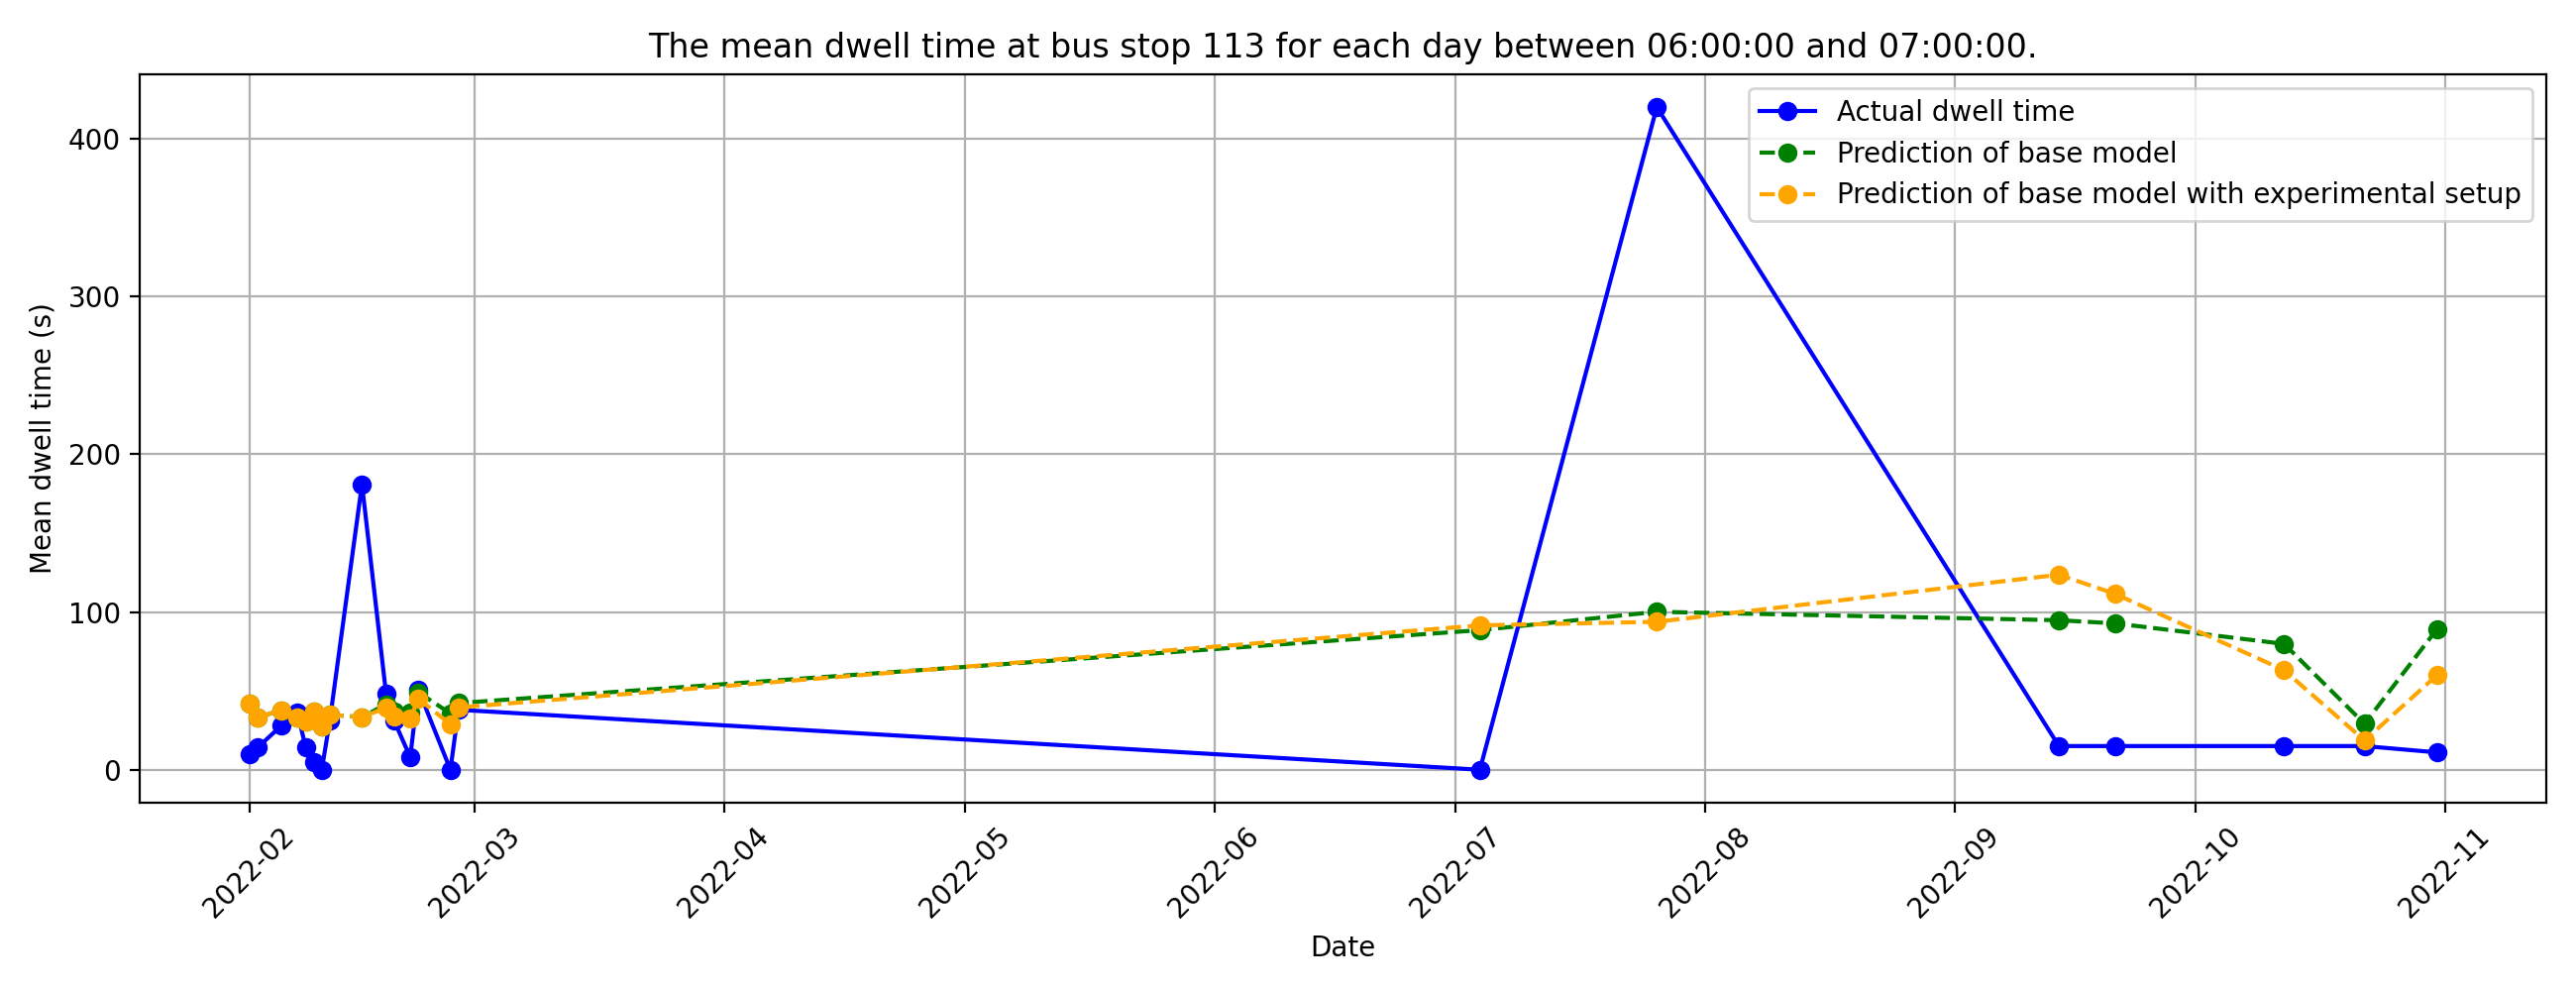 The mean dwell time at bus stop 113 for each day between 06:00:00 and 07:00:00.
Actual dwell time
Prediction of base model
Prediction of base model with experimental setup
Mean dwell time (s)
400
300
200
100
0
2022-02
2022-03
2022-04
2022-05
2022-06
2022-07
2022-08
2022-09
2022-10
2022-11
Date